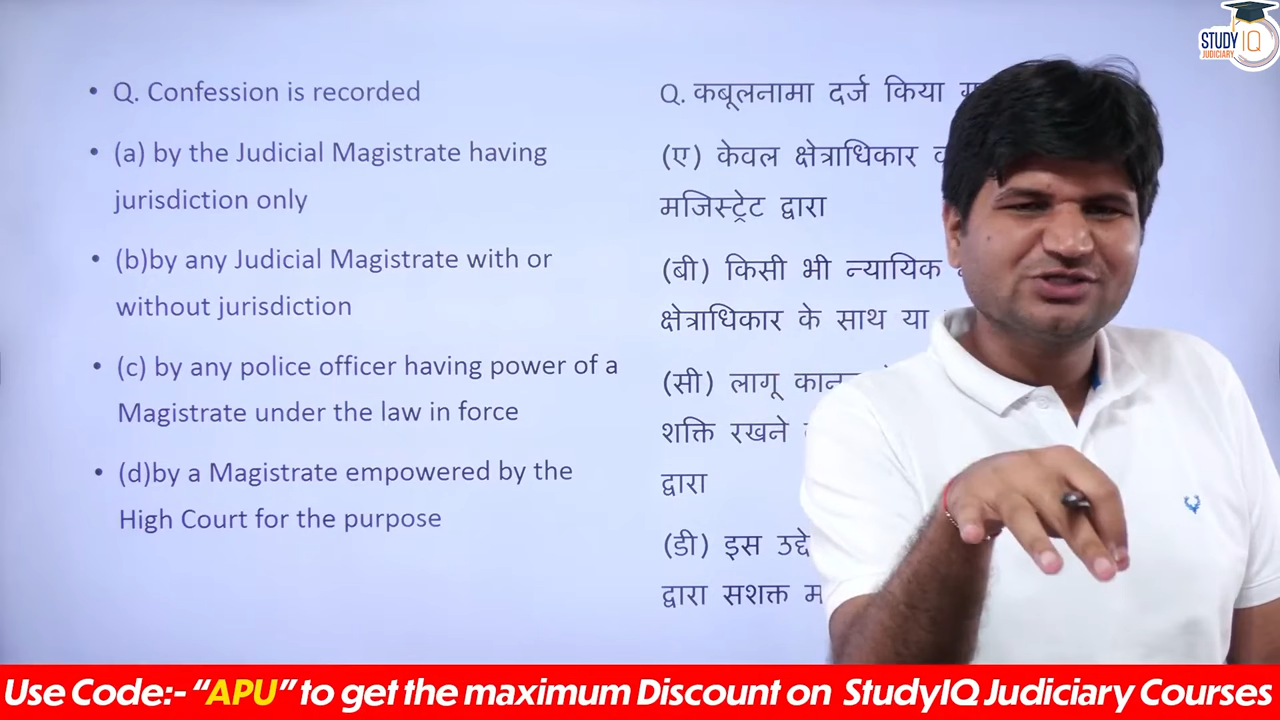 STUDY IQ
JUDICIARY
• Q. Confession is recorded
• (a) by the Judicial Magistrate having
jurisdiction only
• (b)by any Judicial Magistrate with or
without jurisdiction
• (c) by any police officer having power of a
Magistrate under the law in force
• (d)by a Magistrate empowered by the
High Court for the purpose
Q. कबूलनामा दर्ज किया
(ए) केवल क्षेत्राधिकार
मजिस्ट्रेट द्वारा
(बी) किसी भी न्यायिक
क्षेत्राधिकार के साथ या
(सी) लागू
शक्ति रखने
द्वारा
(डी) इस
द्वारा सशक्त
Use Code:- “APU” to get the maximum Discount on StudyIQ Judiciary Courses